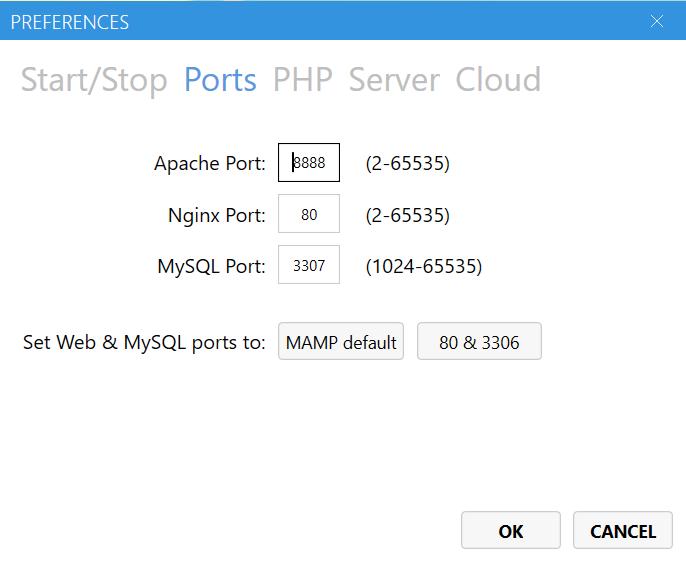 PREFERENCES
Start/Stop Ports PHP Server Cloud
Apache Port: 8888 (2-65535)
Nginx Port: 80 (2-65535)
MySQL Port: 3307 (1024-65535)
Set Web & MySQL ports to: MAMP default 80 & 3306
OK CANCEL